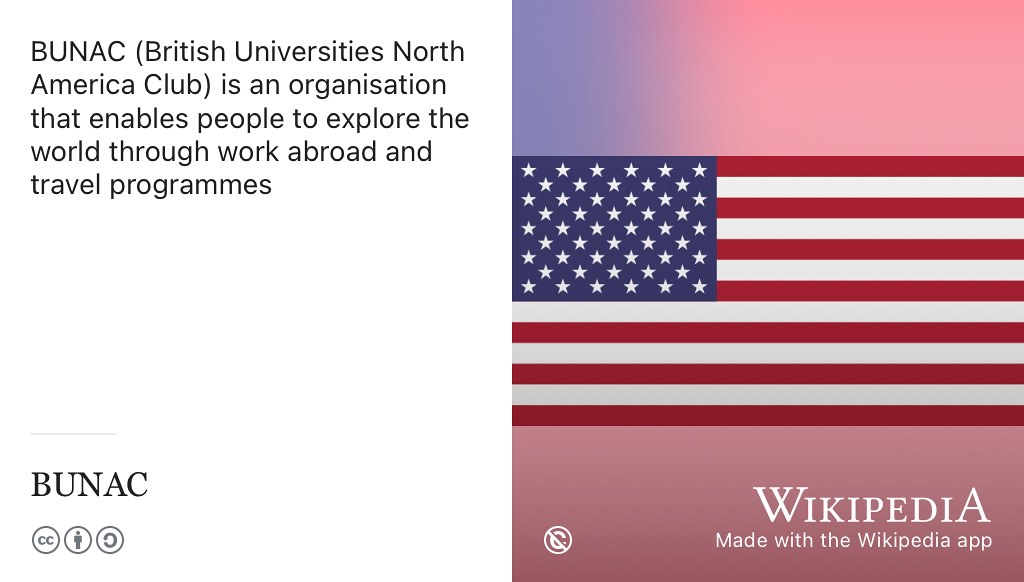 BUNAC (British Universities North
America Club) is an organisation
that enables people to explore the
world through work abroad and
travel programmes
BUNAC
cc
WIKIPEDIA
Made with the Wikipedia app